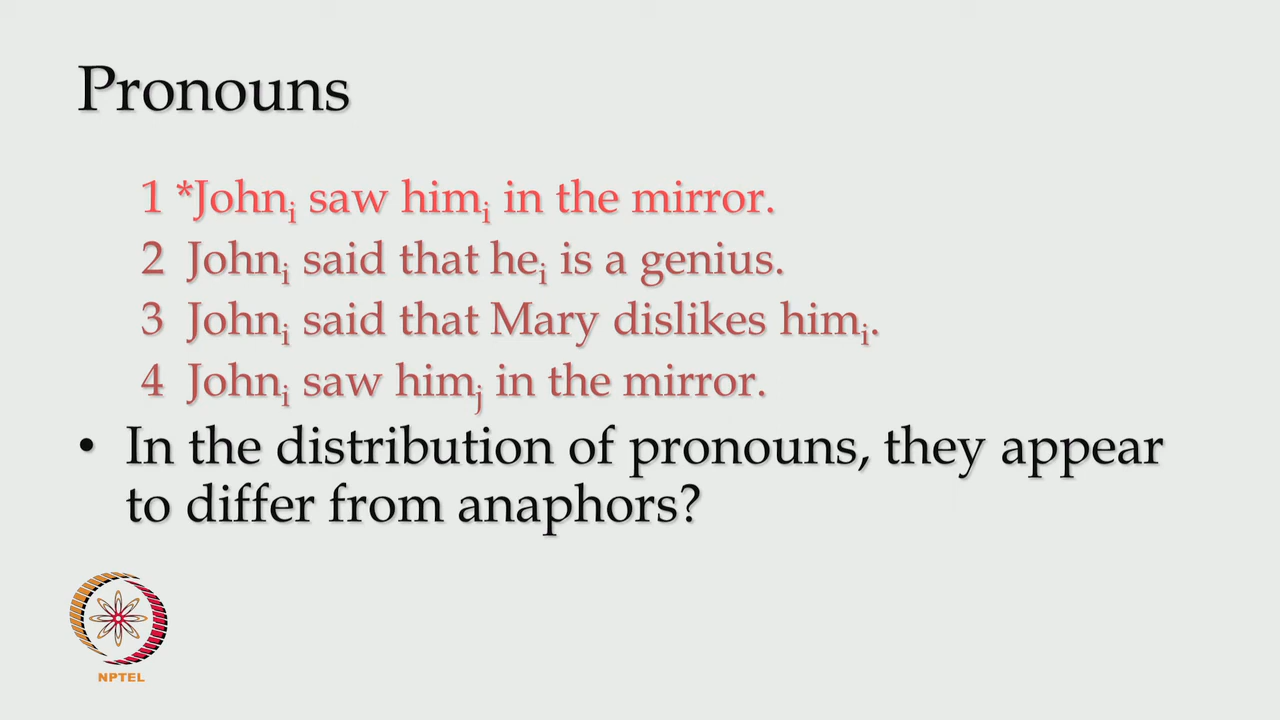 Pronouns
1 *Johnᵢ saw himᵢ in the mirror.
2 Johnᵢ said that heᵢ is a genius.
3 Johnᵢ said that Mary dislikes himᵢ.
4 Johnᵢ saw himⱼ in the mirror.
• In the distribution of pronouns, they appear
to differ from anaphors?
NPTEL